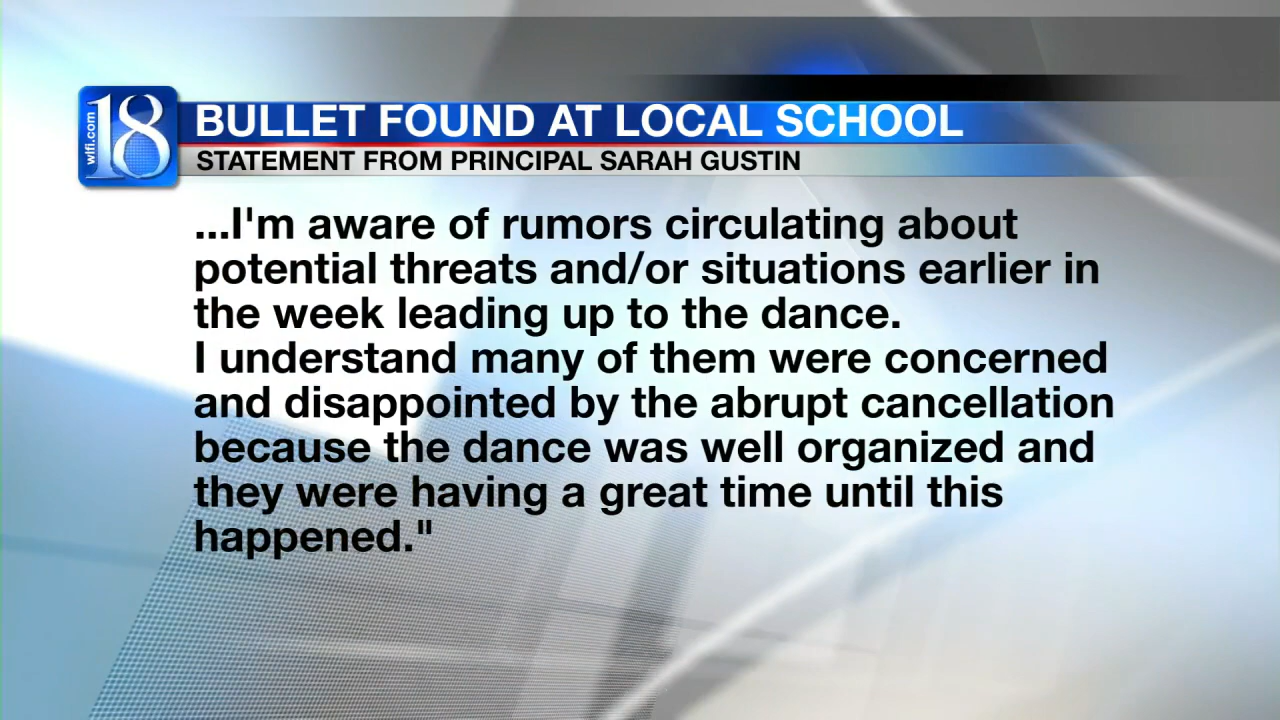 wlfi.com
18
BULLET FOUND AT LOCAL SCHOOL
STATEMENT FROM PRINCIPAL SARAH GUSTIN
...I'm aware of rumors circulating about
potential threats and/or situations earlier in
the week leading up to the dance.
I understand many of them were concerned
and disappointed by the abrupt cancellation
because the dance was well organized and
they were having a great time until this
happened."